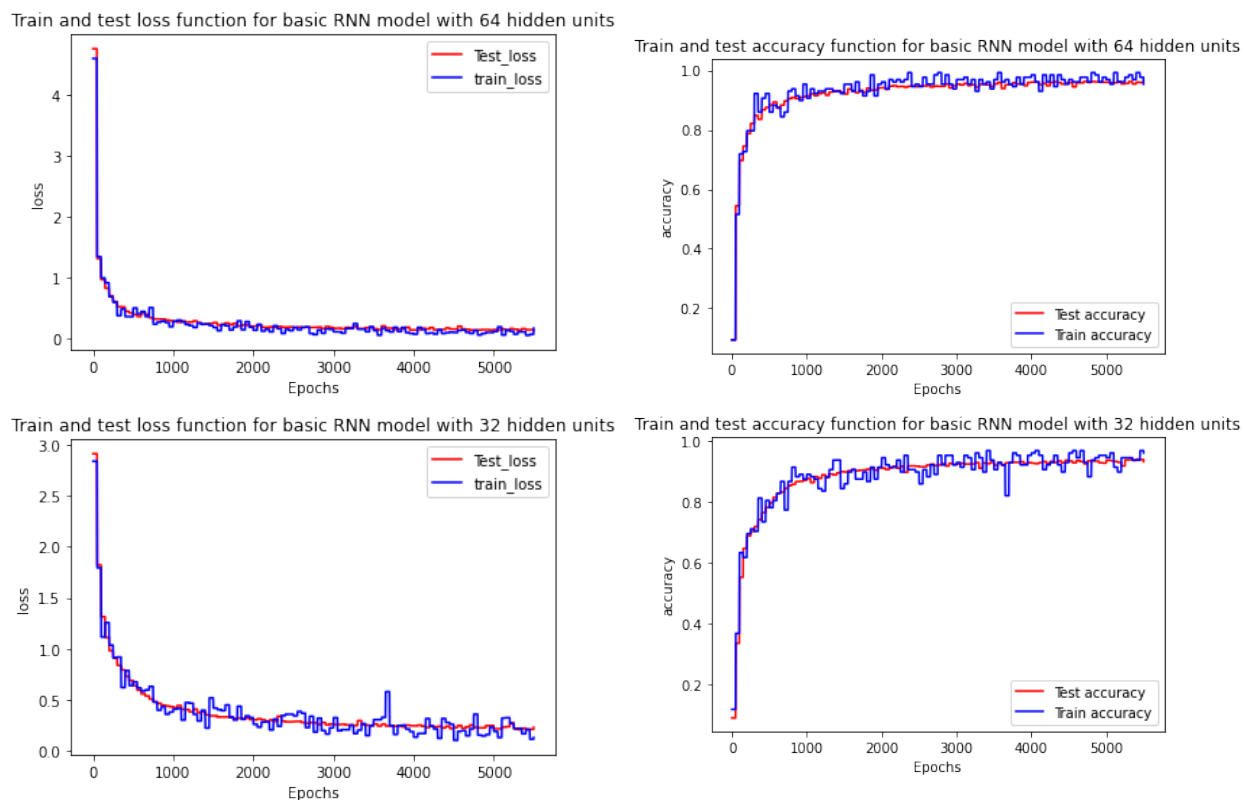 Train and test loss function for basic RNN model with 64 hidden units
Test_loss
train_loss
4
3
2
1
0
loss
0 1000 2000 3000 4000 5000
Epochs
Train and test accuracy function for basic RNN model with 64 hidden units
1.0
0.8
0.6
0.4
0.2
accuracy
Test accuracy
Train accuracy
0 1000 2000 3000 4000 5000
Epochs
Train and test loss function for basic RNN model with 32 hidden units
3.0
2.5
2.0
1.5
1.0
0.5
0.0
loss
Test_loss
train_loss
0 1000 2000 3000 4000 5000
Epochs
Train and test accuracy function for basic RNN model with 32 hidden units
1.0
0.8
0.6
0.4
0.2
accuracy
Test accuracy
Train accuracy
0 1000 2000 3000 4000 5000
Epochs